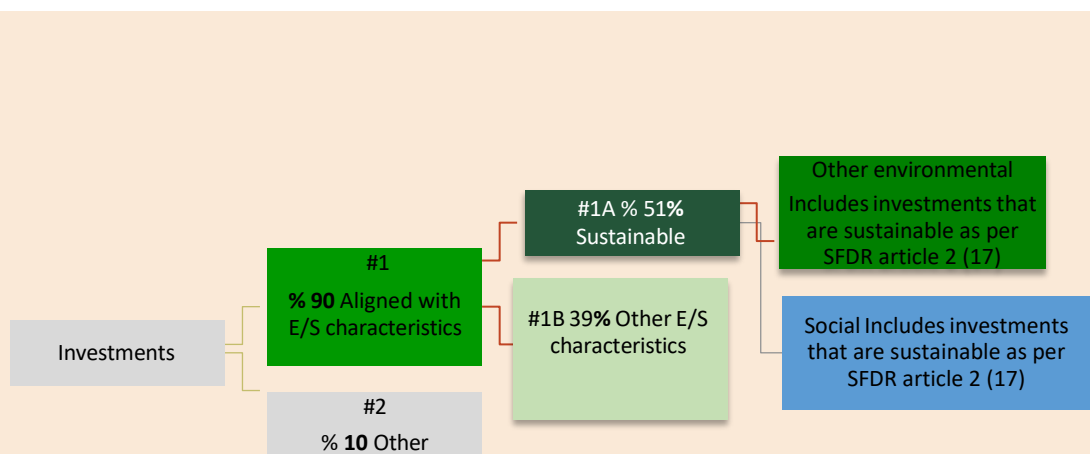 Investments
#1
% 90 Aligned with
E/S characteristics
#2
% 10 Other
#1A % 51%
Sustainable
#1B 39% Other E/S
characteristics
Other environmental
Includes investments that
are sustainable as per
SFDR article 2 (17)
Social Includes investments
that are sustainable as per
SFDR article 2 (17)